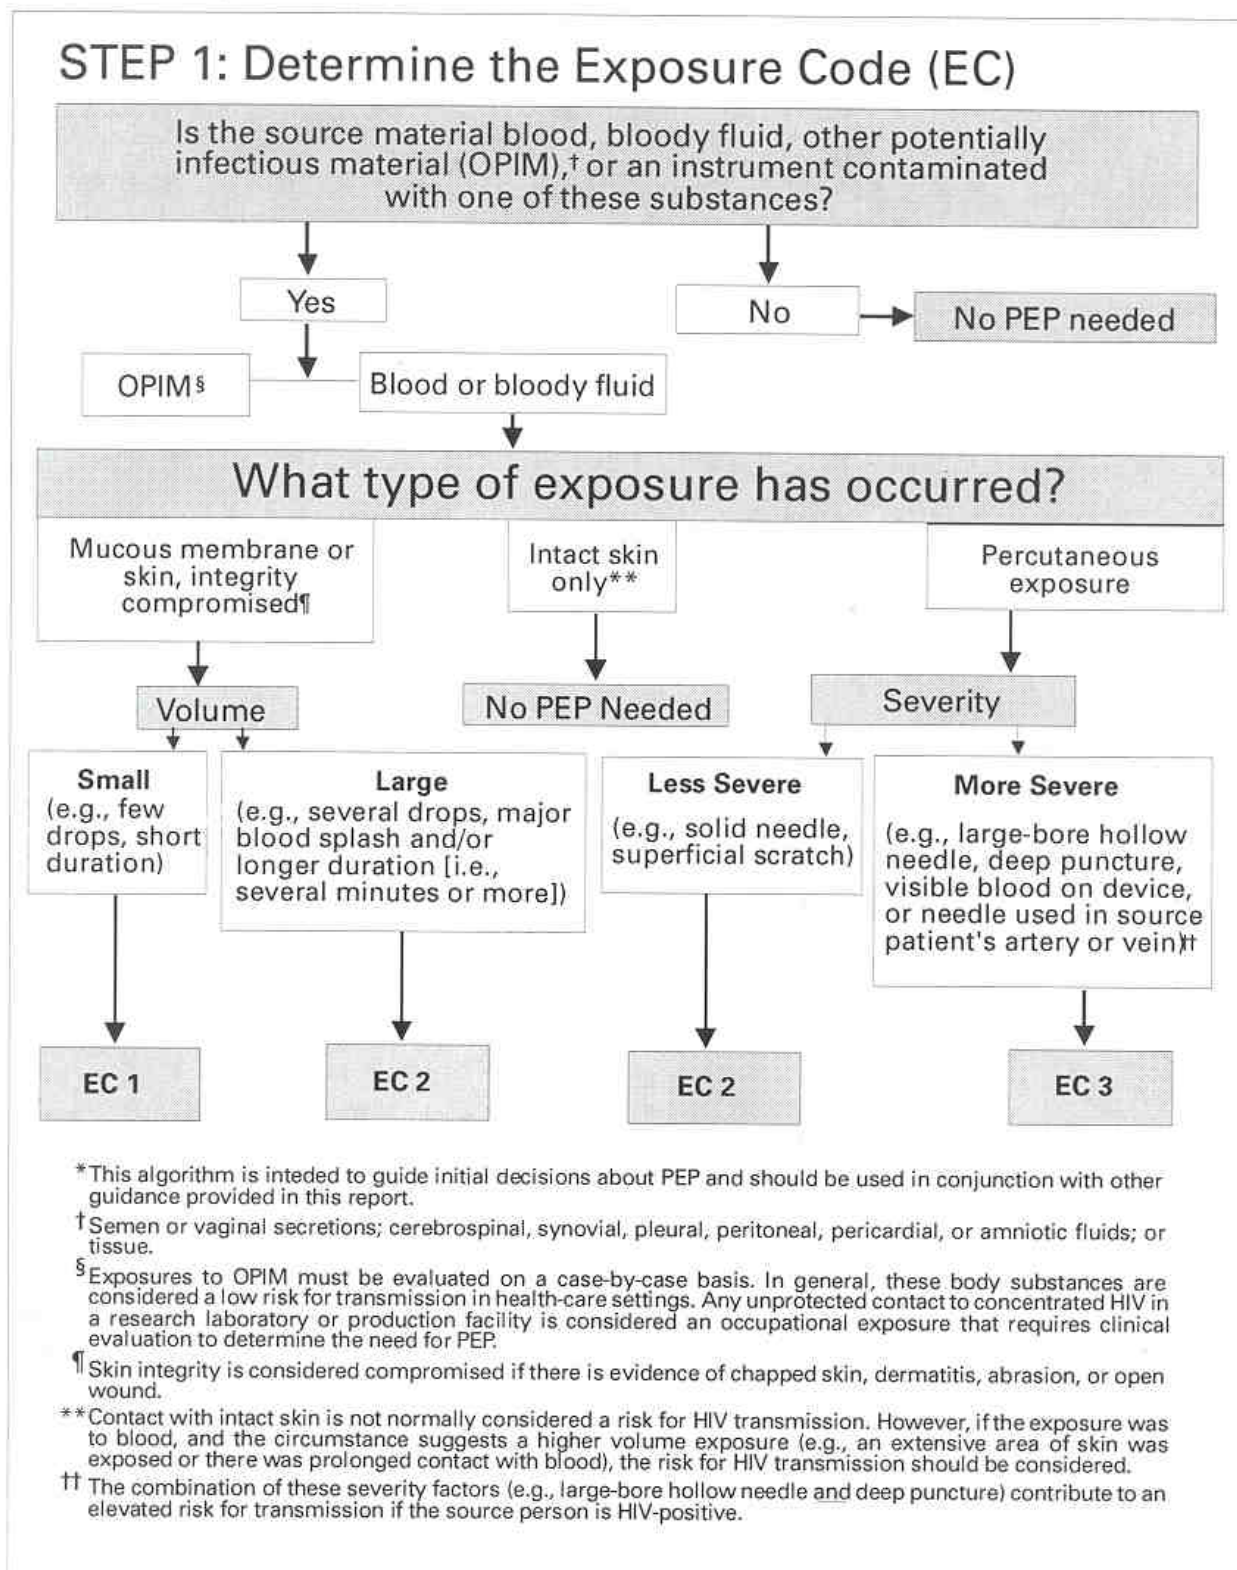 STEP 1: Determine the Exposure Code (EC)
Is the source material blood, bloody fluid, other potentially
infectious material (OPIM),† or an instrument contaminated
with one of these substances?
Yes
No
No PEP needed
OPIM§
Blood or bloody fluid
What type of exposure has occurred?
Mucous membrane or
skin, integrity
compromised¶
Intact skin
only**
Percutaneous
exposure
Volume
No PEP Needed
Severity
Small
(e.g., few
drops, short
duration)
Large
(e.g., several drops, major
blood splash and/or
longer duration [i.e.,
several minutes or more])
Less Severe
(e.g., solid needle,
superficial scratch)
More Severe
(e.g., large-bore hollow
needle, deep puncture,
visible blood on device,
or needle used in source
patient's artery or vein)††
EC 1
EC 2
EC 2
EC 3
*This algorithm is inteded to guide initial decisions about PEP and should be used in conjunction with other
guidance provided in this report.
†Semen or vaginal secretions; cerebrospinal, synovial, pleural, peritoneal, pericardial, or amniotic fluids; or
tissue.
§Exposures to OPIM must be evaluated on a case-by-case basis. In general, these body substances are
considered a low risk for transmission in health-care settings. Any unprotected contact to concentrated HIV in
a research laboratory or production facility is considered an occupational exposure that requires clinical
evaluation to determine the need for PEP.
¶Skin integrity is considered compromised if there is evidence of chapped skin, dermatitis, abrasion, or open
wound.
**Contact with intact skin is not normally considered a risk for HIV transmission. However, if the exposure was
to blood, and the circumstance suggests a higher volume exposure (e.g., an extensive area of skin was
exposed or there was prolonged contact with blood), the risk for HIV transmission should be considered.
†† The combination of these severity factors (e.g., large-bore hollow needle and deep puncture) contribute to an
elevated risk for transmission if the source person is HIV-positive.